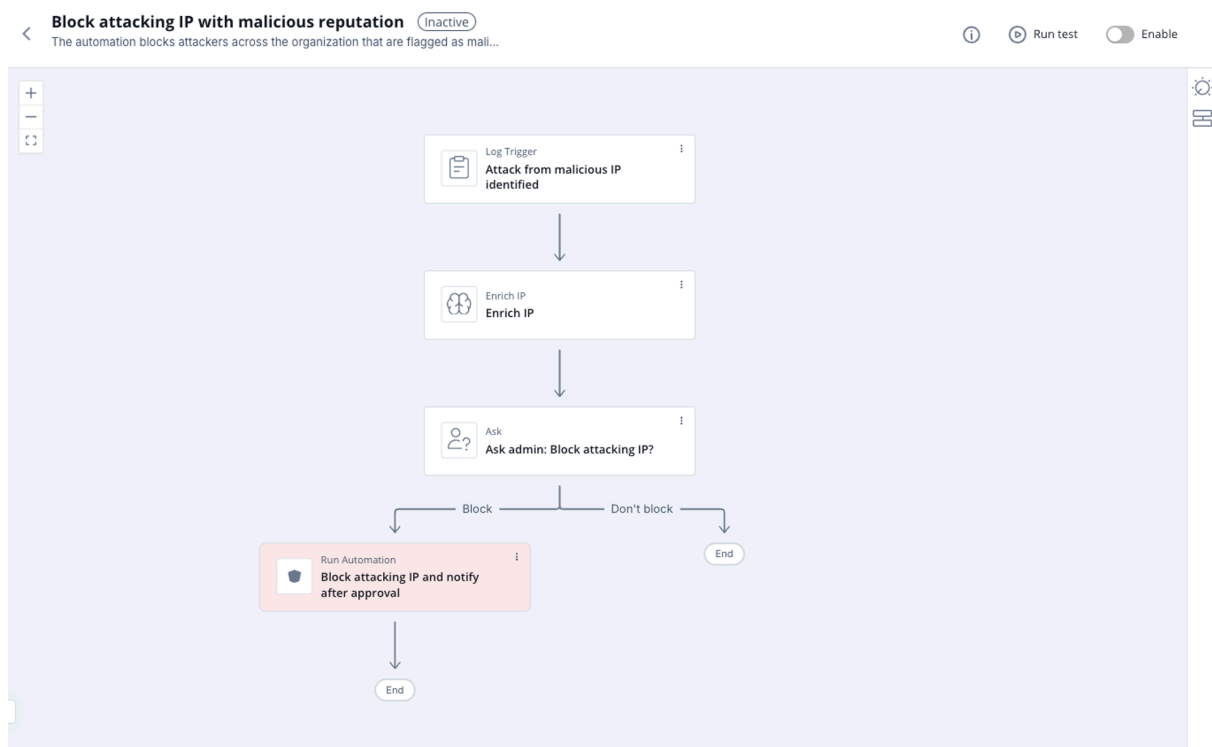 Block attacking IP with malicious reputation Inactive
The automation blocks attackers across the organization that are flagged as mali...
Run test
Enable
Log Trigger
Attack from malicious IP
identified
Enrich IP
Enrich IP
Ask
Ask admin: Block attacking IP?
Block
Don't block
Run Automation
Block attacking IP and notify
after approval
End
End